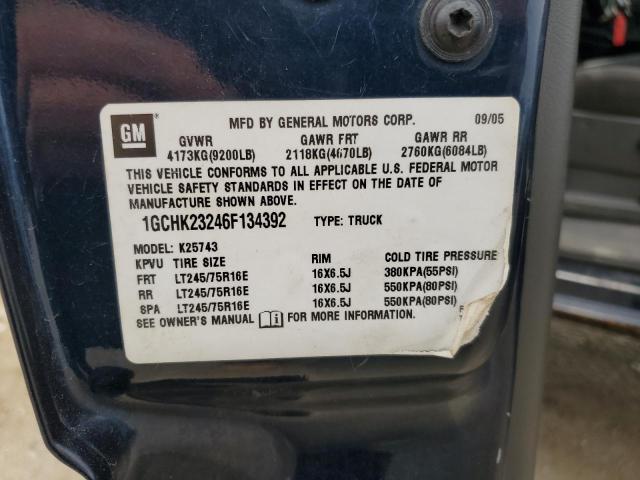 GM
MFD BY GENERAL MOTORS CORP. 09/05
GVWR GAWR FRT GAWR RR
4173KG(9200LB) 2118KG(4670LB) 2760KG(6084LB)
THIS VEHICLE CONFORMS TO ALL APPLICABLE U.S. FEDERAL MOTOR
VEHICLE SAFETY STANDARDS IN EFFECT ON THE DATE OF
MANUFACTURE SHOWN ABOVE.
1GCHK23246F134392 TYPE: TRUCK
MODEL: K25743
KPVU TIRE SIZE RIM COLD TIRE PRESSURE
FRT LT245/75R16E 16X6.5J 380KPA(55PSI)
RR LT245/75R16E 16X6.5J 550KPA(80PSI)
SPA LT245/75R16E 16X6.5J 550KPA(80PSI)
SEE OWNER'S MANUAL FOR MORE INFORMATION.